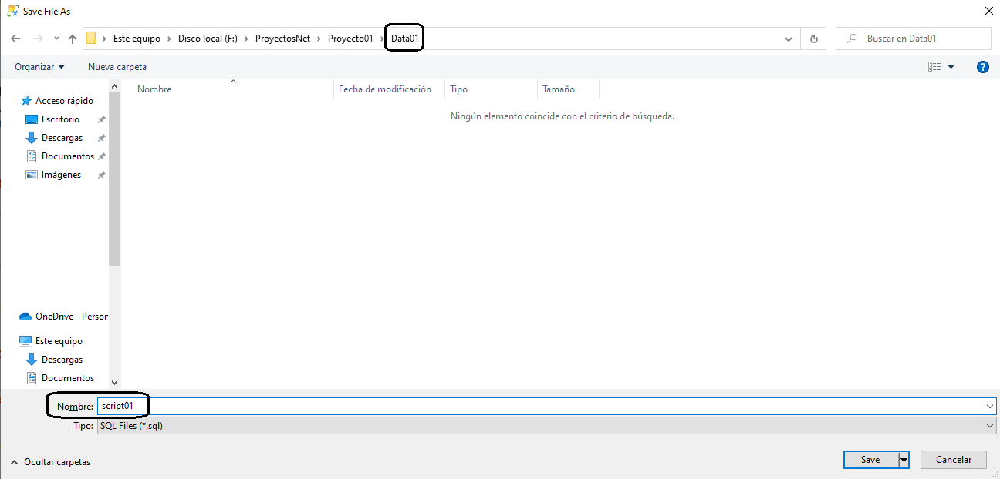 Save File As
Este equipo > Disco local (F:) > ProyectosNet > Proyecto01 > Data01
Buscar en Data01
Organizar
Nueva carpeta
Nombre
Fecha de modificación
Tipo
Tamaño
Ningún elemento coincide con el criterio de búsqueda.
Acceso rápido
Escritorio
Descargas
Documentos
Imágenes
OneDrive - Person
Este equipo
Descargas
Documentos
Nombre: script01
Tipo: SQL Files (*.sql)
Ocultar carpetas
Save
Cancelar